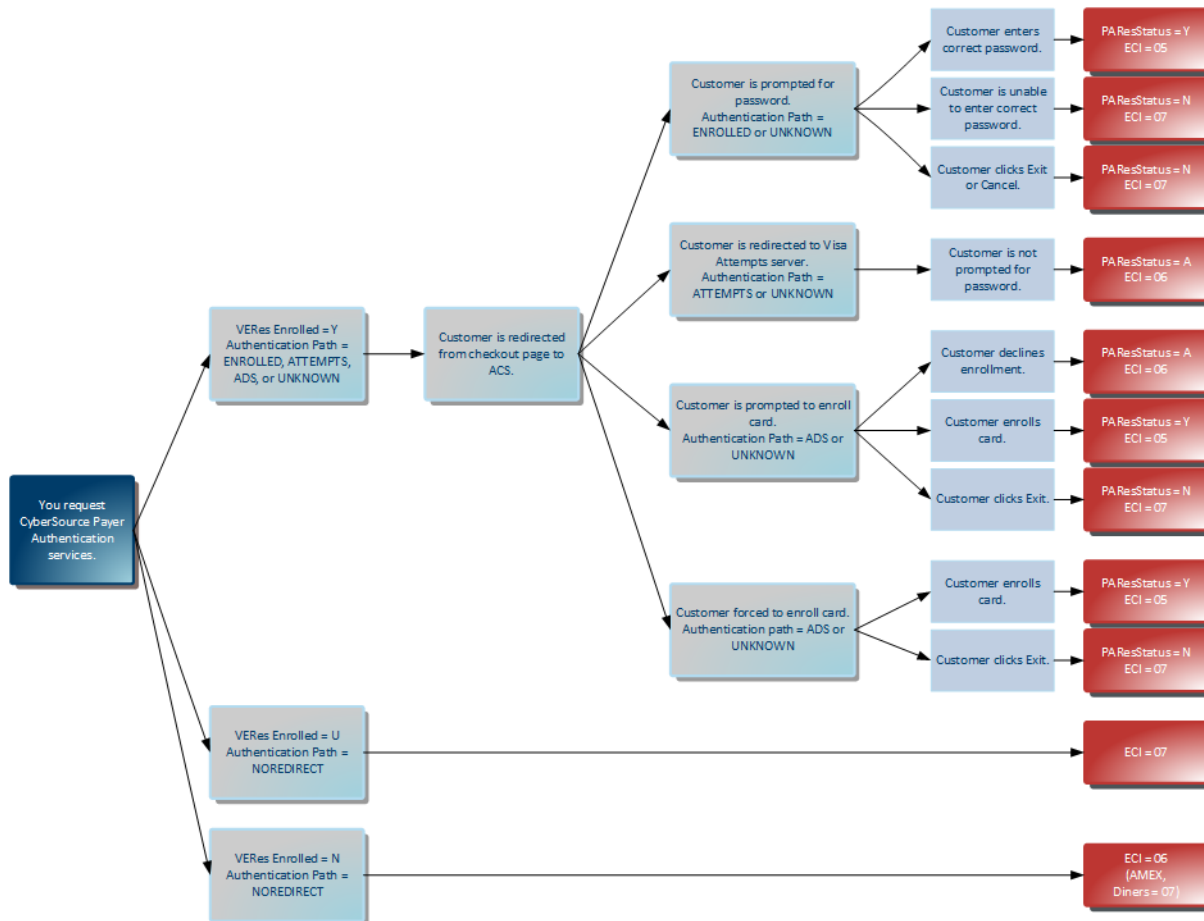 Customer enters
correct password.
PAResStatus = Y
ECI = 05
Customer is prompted for
password.
Authentication Path =
ENROLLED or UNKNOWN
Customer is unable
to enter correct
password.
PAResStatus = N
ECI = 07
Customer clicks Exit
or Cancel.
PAResStatus = N
ECI = 07
Customer is redirected to Visa
Attempts server.
Authentication Path =
ATTEMPTS or UNKNOWN
Customer is not
prompted for
password.
PAResStatus = A
ECI = 06
VERes Enrolled = Y
Authentication Path =
ENROLLED, ATTEMPTS,
ADS, or UNKNOWN
Customer is redirected
from checkout page to
ACS.
Customer declines
enrollment.
PAResStatus = A
ECI = 06
Customer is prompted to enroll
card.
Authentication Path = ADS or
UNKNOWN
Customer enrolls
card.
PAResStatus = Y
ECI = 05
Customer clicks Exit.
PAResStatus = N
ECI = 07
You request
CyberSource Payer
Authentication
services.
Customer forced to enroll card.
Authentication path = ADS or
UNKNOWN
Customer enrolls
card.
PAResStatus = Y
ECI = 05
Customer clicks Exit.
PAResStatus = N
ECI = 07
VERes Enrolled = U
Authentication Path =
NOREDIRECT
ECI = 07
VERes Enrolled = N
Authentication Path =
NOREDIRECT
ECI = 06
(AMEX,
Diners = 07)